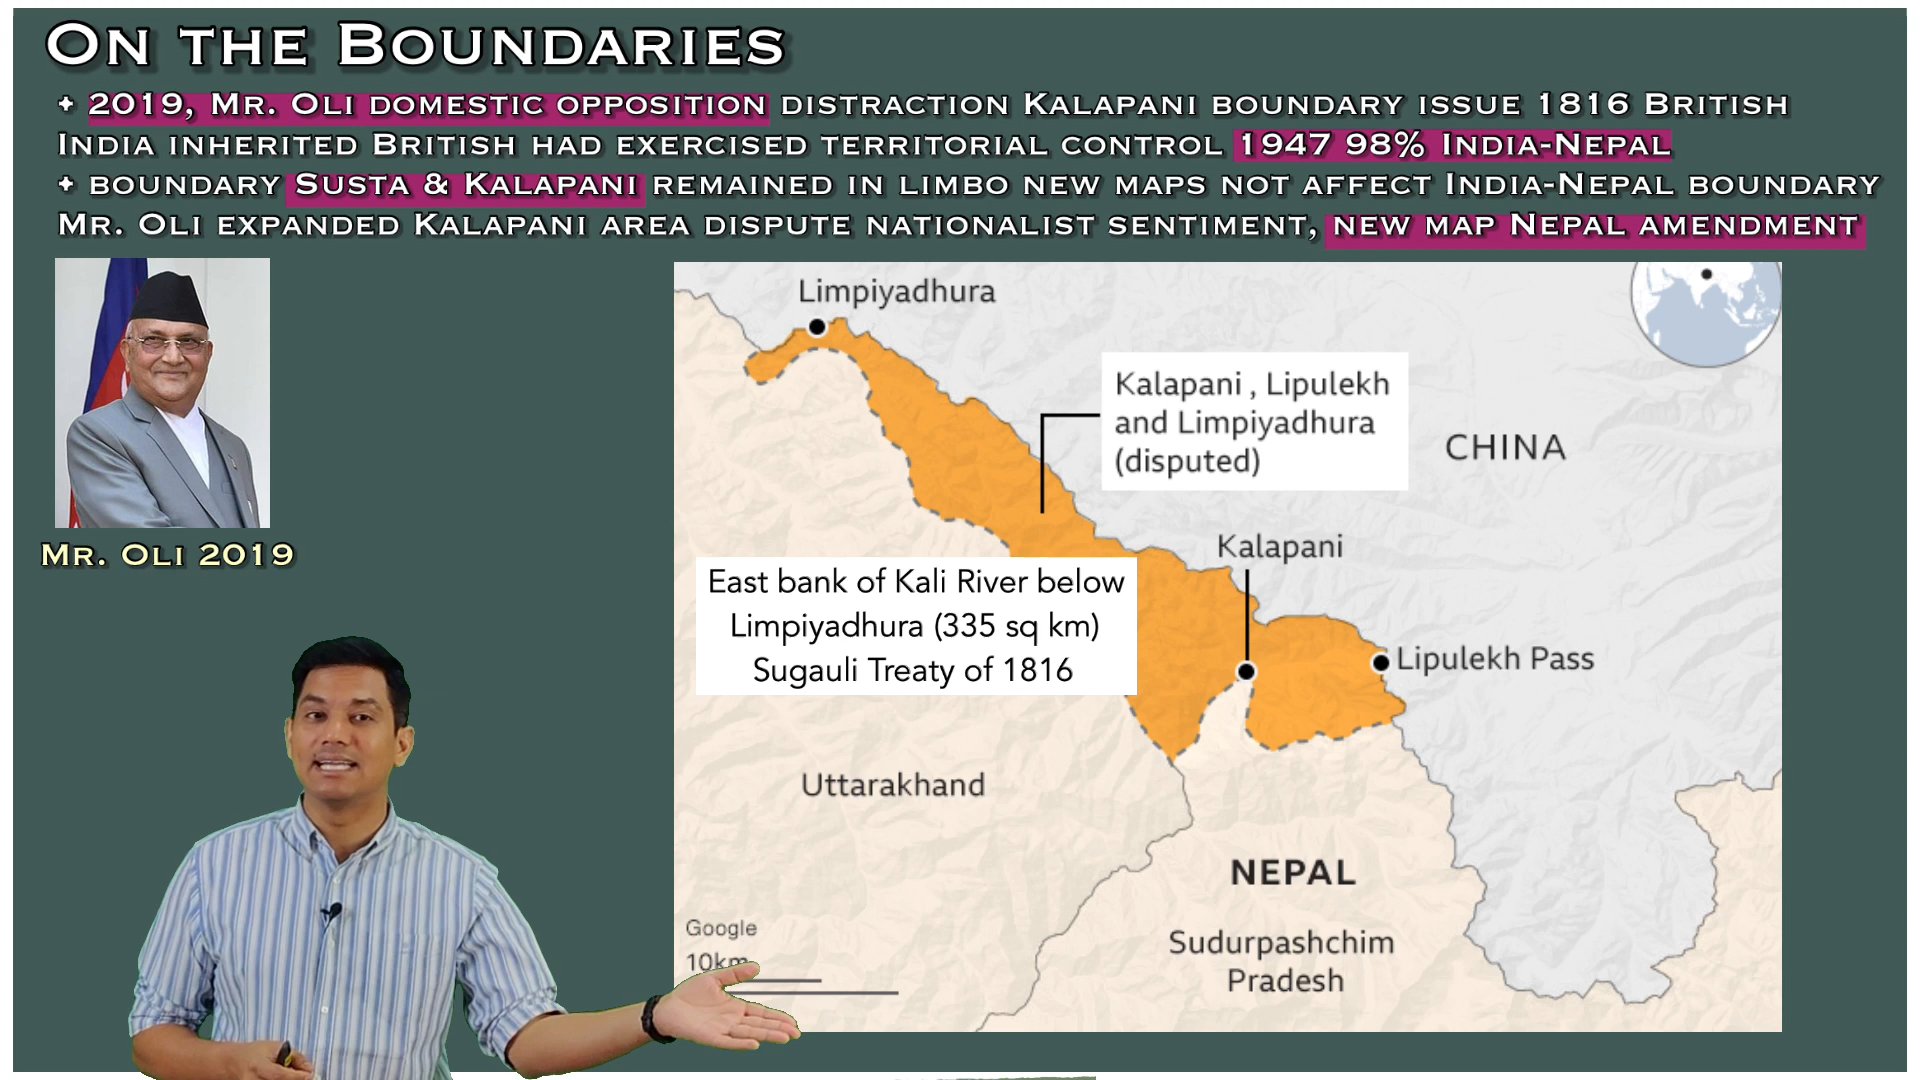 ON THE BOUNDARIES
+ 2019, MR. OLI DOMESTIC OPPOSITION DISTRACTION KALAPANI BOUNDARY ISSUE 1816 BRITISH
INDIA INHERITED BRITISH HAD EXERCISED TERRITORIAL CONTROL 1947 98% INDIA-NEPAL
+ BOUNDARY SUSTA & KALAPANI REMAINED IN LIMBO NEW MAPS NOT AFFECT INDIA-NEPAL BOUNDARY
MR. OLI EXPANDED KALAPANI AREA DISPUTE NATIONALIST SENTIMENT, NEW MAP NEPAL AMENDMENT
MR. OLI 2019
Limpiyadhura
Kalapani , Lipulekh
and Limpiyadhura
(disputed)
CHINA
Kalapani
East bank of Kali River below
Limpiyadhura (335 sq km)
Sugauli Treaty of 1816
Lipulekh Pass
Uttarakhand
NEPAL
Sudurpashchim
Pradesh
Google
10km